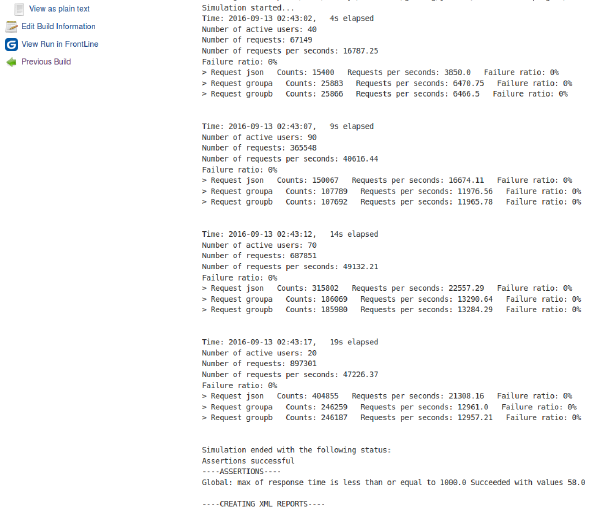 View as plain text
Edit Build Information
View Run in FrontLine
Previous Build
Simulation started...
Time: 2016-09-13 02:43:02,   4s elapsed
Number of active users: 40
Number of requests: 67149
Number of requests per seconds: 16787.25
Failure ratio: 0%
> Request json   Counts: 15400   Requests per seconds: 3850.0   Failure ratio: 0%
> Request groupa   Counts: 25883   Requests per seconds: 6470.75   Failure ratio: 0%
> Request groupb   Counts: 25866   Requests per seconds: 6466.5   Failure ratio: 0%
Time: 2016-09-13 02:43:07,   9s elapsed
Number of active users: 90
Number of requests: 365548
Number of requests per seconds: 40616.44
Failure ratio: 0%
> Request json   Counts: 150067   Requests per seconds: 16674.11   Failure ratio: 0%
> Request groupa   Counts: 107789   Requests per seconds: 11976.56   Failure ratio: 0%
> Request groupb   Counts: 107692   Requests per seconds: 11965.78   Failure ratio: 0%
Time: 2016-09-13 02:43:12,   14s elapsed
Number of active users: 70
Number of requests: 687851
Number of requests per seconds: 49132.21
Failure ratio: 0%
> Request json   Counts: 315802   Requests per seconds: 22557.29   Failure ratio: 0%
> Request groupa   Counts: 186069   Requests per seconds: 13290.64   Failure ratio: 0%
> Request groupb   Counts: 185980   Requests per seconds: 13284.29   Failure ratio: 0%
Time: 2016-09-13 02:43:17,   19s elapsed
Number of active users: 20
Number of requests: 897301
Number of requests per seconds: 47226.37
Failure ratio: 0%
> Request json   Counts: 404855   Requests per seconds: 21308.16   Failure ratio: 0%
> Request groupa   Counts: 246259   Requests per seconds: 12961.0   Failure ratio: 0%
> Request groupb   Counts: 246187   Requests per seconds: 12957.21   Failure ratio: 0%
Simulation ended with the following status:
Assertions successful
----ASSERTIONS----
Global: max of response time is less than or equal to 1000.0 Succeeded with values 58.0
----CREATING XML REPORTS----